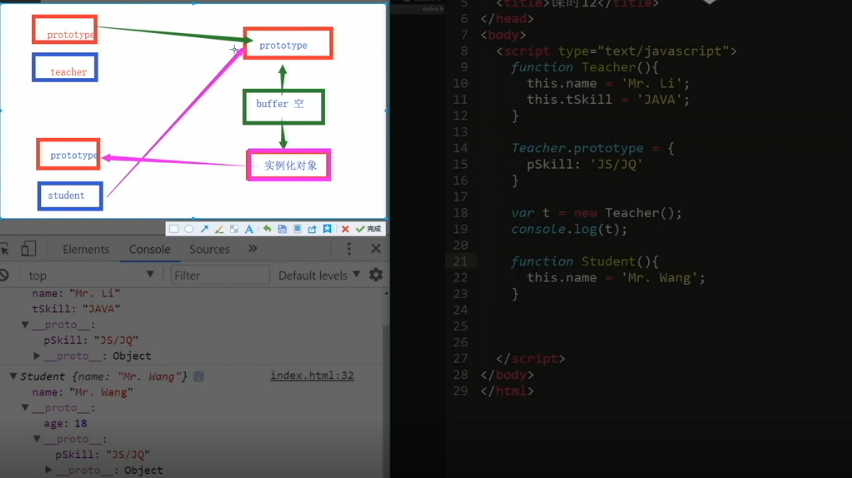 prototype
teacher
prototype
student
prototype
buffer 空
实例化对象
A
完成
Elements
Console
Sources
»
top
Filter
Default levels
name: "Mr. Li"
tSkill: "JAVA"
__proto__:
pSkill: "JS/JQ"
__proto__: Object
Student {name: "Mr. Wang"}
index.html:32
name: "Mr. Wang"
__proto__:
age: 18
__proto__:
pSkill: "JS/JQ"
__proto__: Object
5 <title>课时12</title>
6 </head>
7 <body>
8 <script type="text/javascript">
9 function Teacher(){
10 this.name = 'Mr. Li';
11 this.tSkill = 'JAVA';
12 }
13
14 Teacher.prototype = {
15 pSkill: 'JS/JQ'
16 }
17
18 var t = new Teacher();
19 console.log(t);
20
21 function Student(){
22 this.name = 'Mr. Wang';
23 }
24
25
26
27 </script>
28 </body>
29 </html>